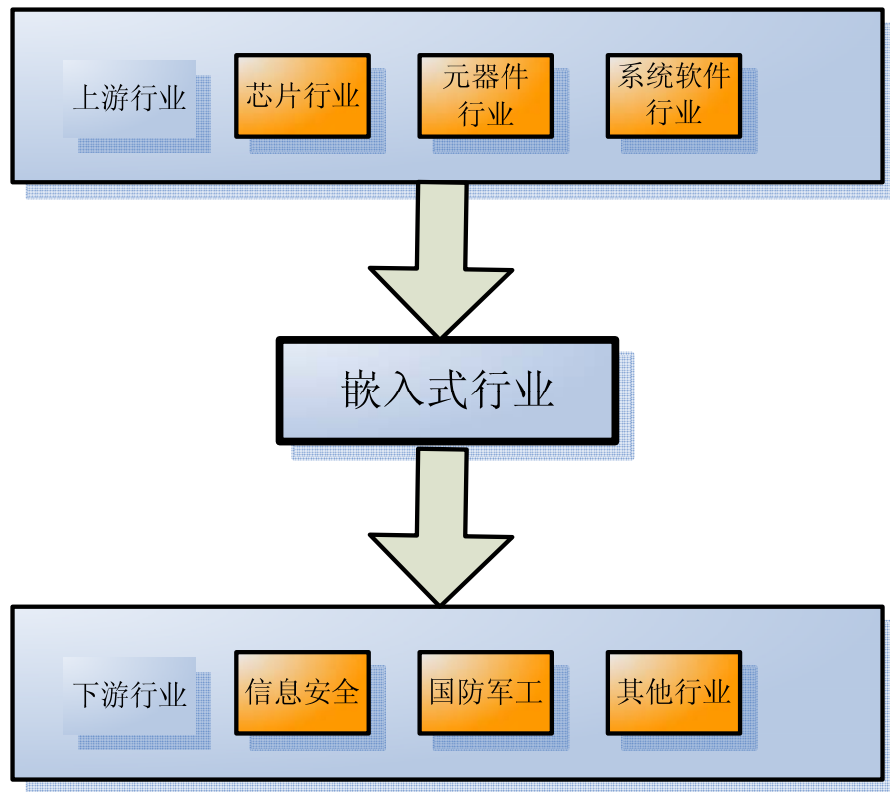 上游行业
芯片行业
元器件
行业
系统软件
行业
嵌入式行业
下游行业
信息安全
国防军工
其他行业